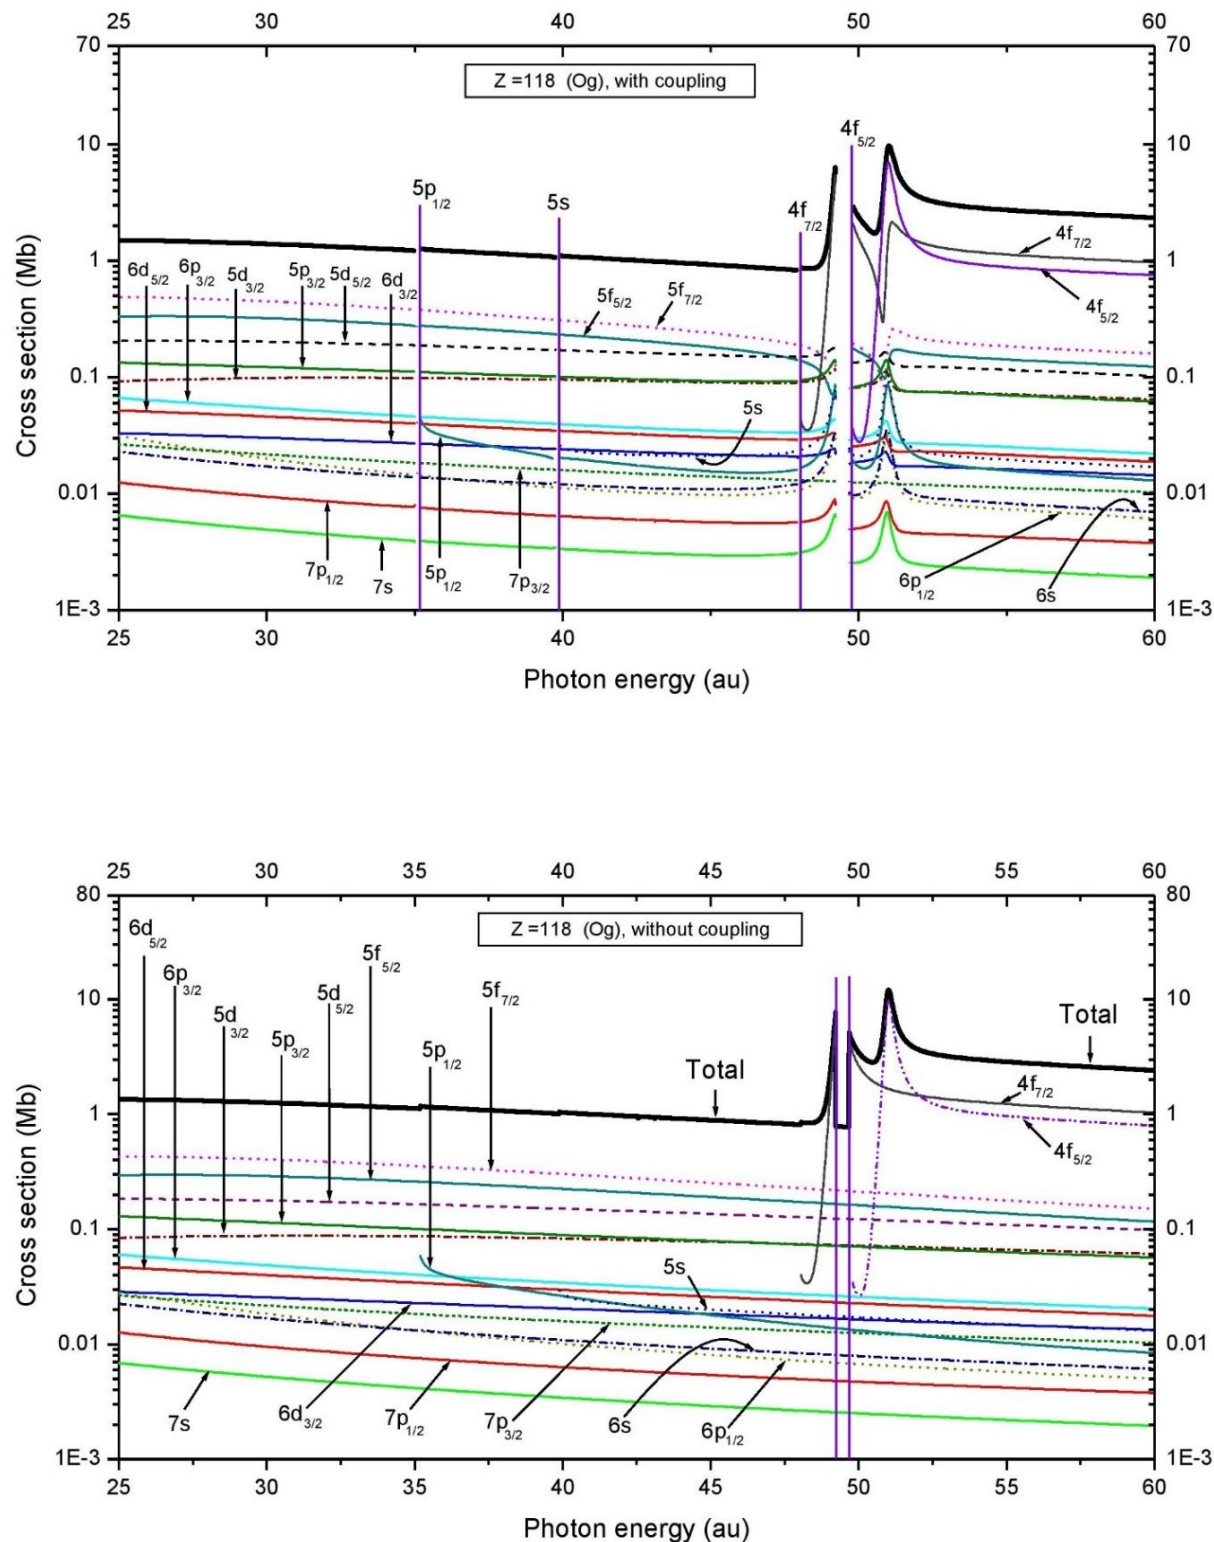 25 30 40 50 60
70 70
Z =118 (Og), with coupling
10 10
4f5/2
5p1/2 5s 4f7/2
4f7/2
1 1
6d5/2 6p3/2 5d3/2 5p3/2 5d5/2 6d3/2
5f5/2 5f7/2 4f5/2
0.1 0.1
5s
0.01 0.01
7p1/2 7s 5p1/2 7p3/2 6p1/2 6s
1E-3 1E-3
25 30 40 50 60
Cross section (Mb)
Photon energy (au)
25 30 35 40 45 50 55 60
80 80
Z =118 (Og), without coupling
6d5/2
6p3/2
5f5/2
5d3/2 5d5/2 5f7/2
10 10
5p3/2 5p1/2 Total Total
4f7/2
1 1
4f5/2
0.1 0.1
5s
0.01 0.01
7s 6d3/2 7p1/2 7p3/2 6s 6p1/2
1E-3 1E-3
25 30 35 40 45 50 55 60
Cross section (Mb)
Photon energy (au)